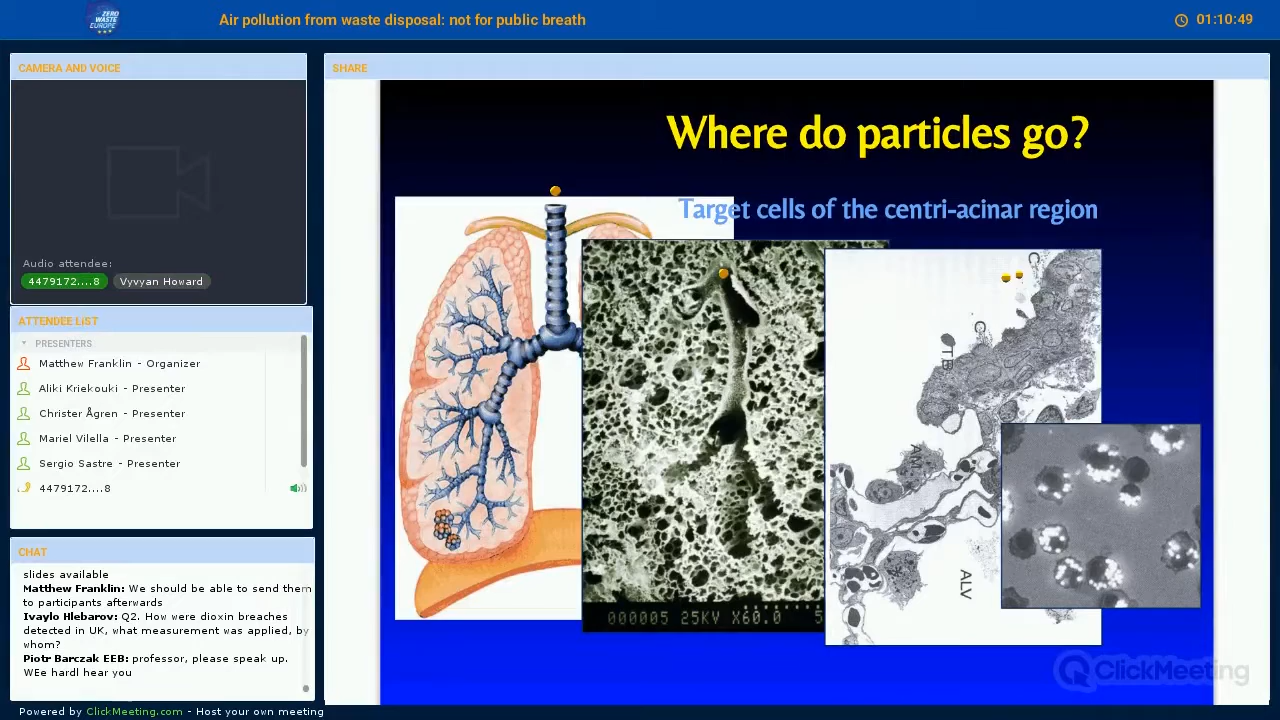 ZERO WASTE EUROPE
Air pollution from waste disposal: not for public breath
01:10:49
CAMERA AND VOICE
Audio attendee:
4479172....8
Vyvyan Howard
ATTENDEE LIST
PRESENTERS
Matthew Franklin - Organizer
Aliki Kriekouki - Presenter
Christer Ågren - Presenter
Mariel Vilella - Presenter
Sergio Sastre - Presenter
4479172....8
CHAT
slides available
Matthew Franklin: We should be able to send them
to participants afterwards
Ivaylo Hlebarov: Q2. How were dioxin breaches
detected in UK, what measurement was applied, by
whom?
Piotr Barczak EEB: professor, please speak up.
WEe hardl hear you
Powered by ClickMeeting.com - Host your own meeting
SHARE
Where do particles go?
Target cells of the centri-acinar region
000005 25KV X60.0 5
C
C
TB
AM
ALV
ClickMeeting